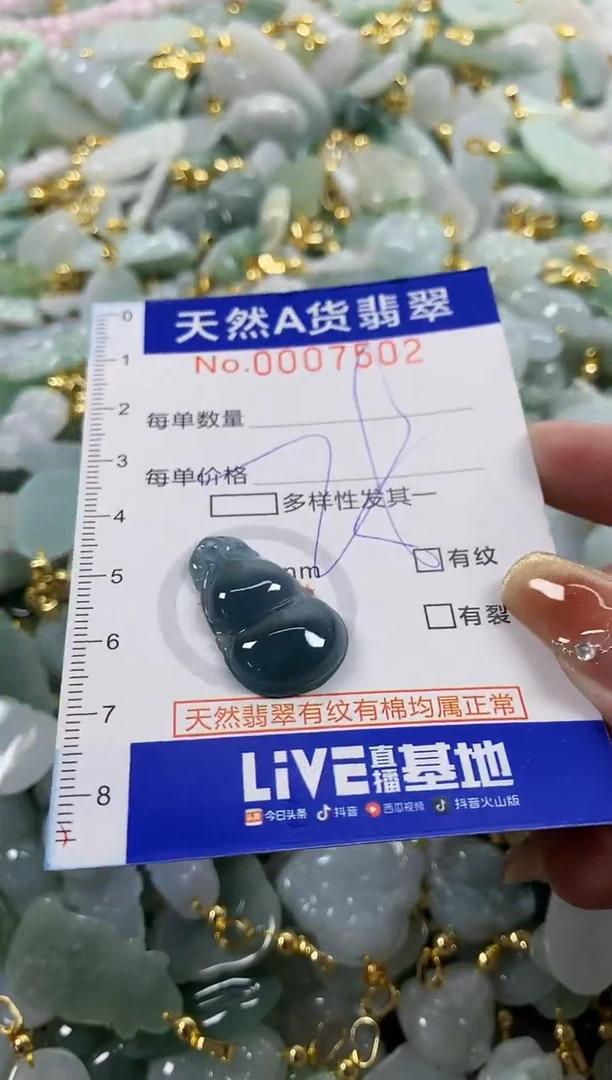 天然A货翡翠
No.0007502
每单数量
每单价格
多样性发其一
nm
有纹
有裂
天然翡翠有纹有棉均属正常
LiVE直播基地
头条 今日头条 抖音 西瓜视频 抖音火山版
0
1
2
3
4
5
6
7
8